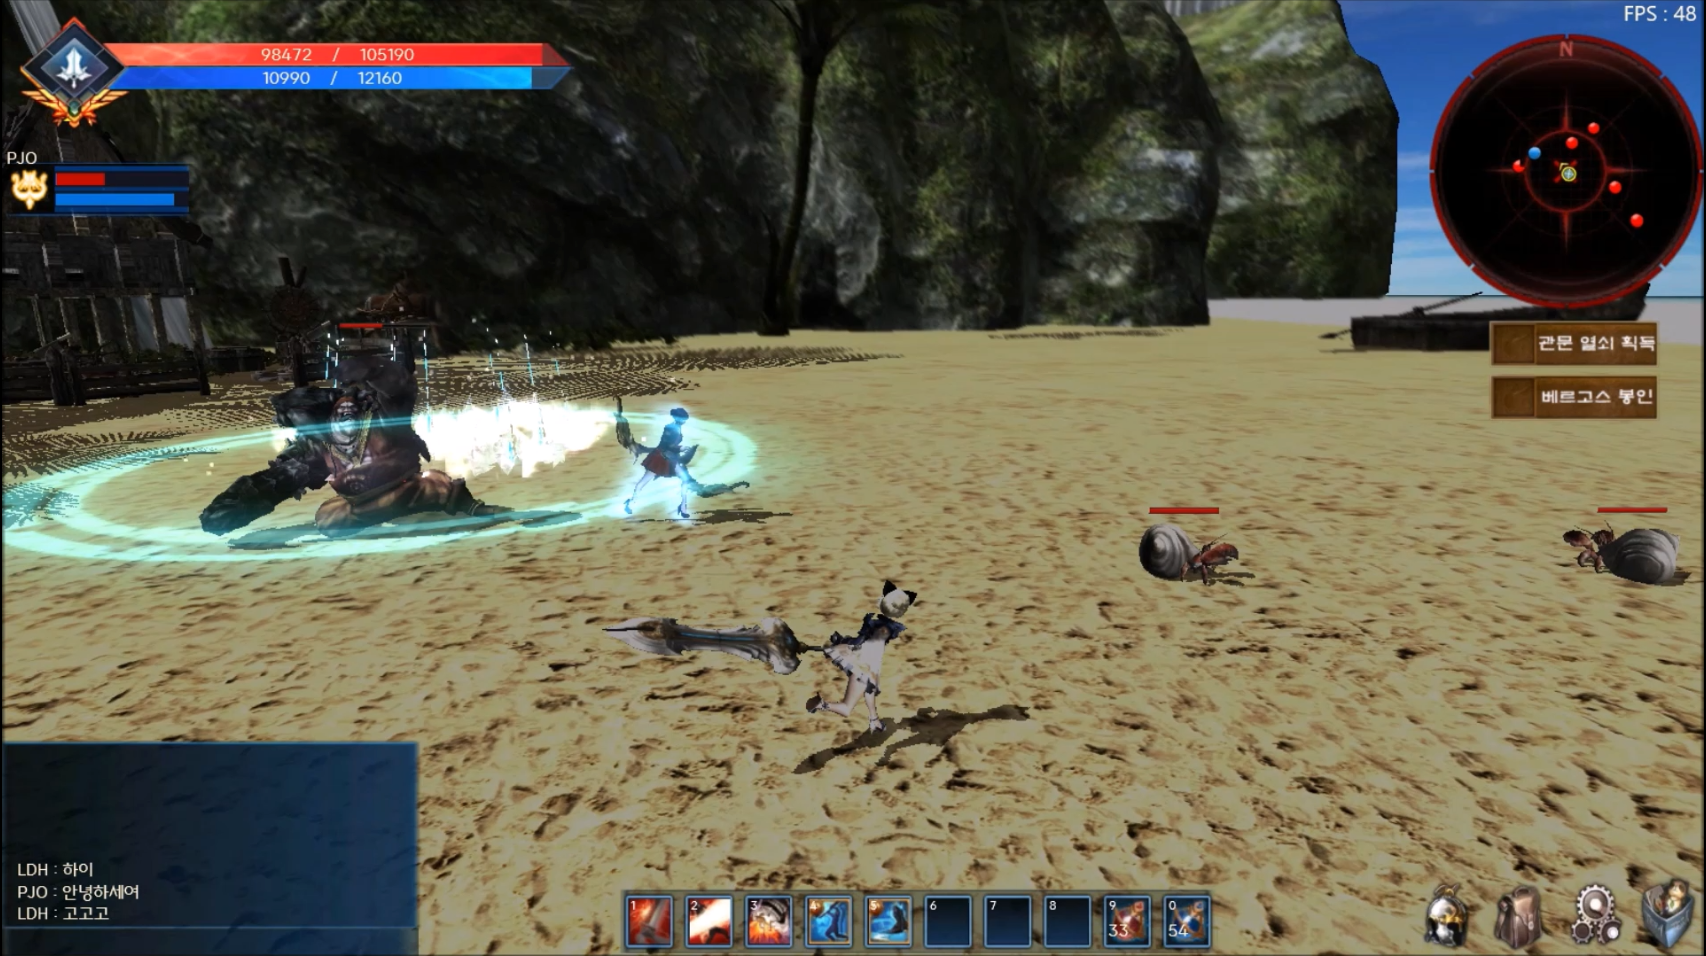 FPS : 48
98472 / 105190
10990 / 12160
N
PJO
관문 열쇠 획득
베르고스 봉인
LDH : 하이
PJO : 안녕하세여
LDH : 고고고
1 2 3 4 5 6 7 8 9 0
33 54